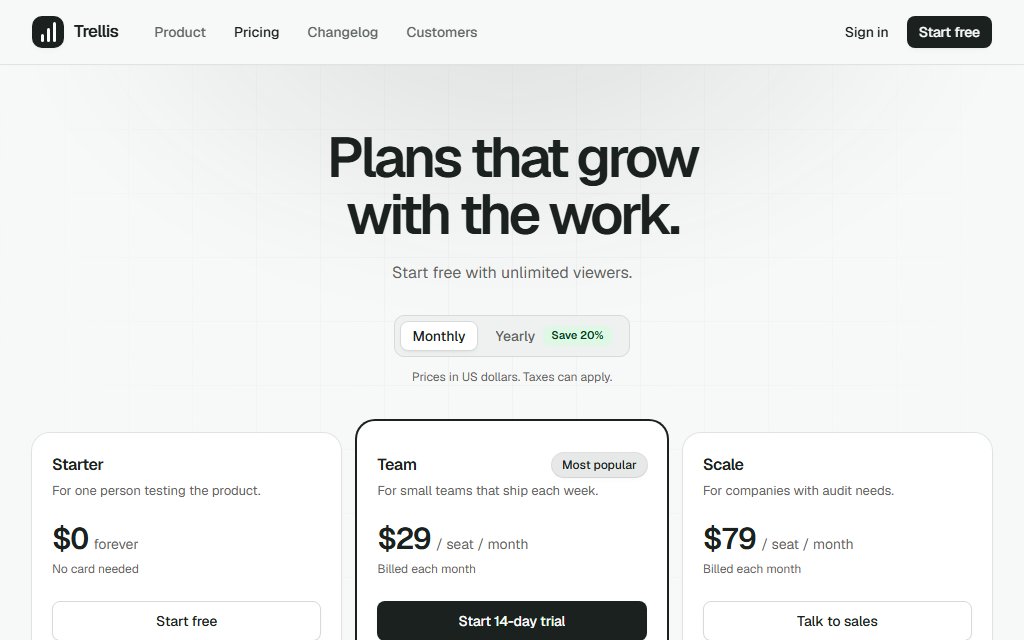 Trellis Product Pricing Changelog Customers Sign in Start free
Plans that grow
with the work.
Start free with unlimited viewers.
Monthly Yearly Save 20%
Prices in US dollars. Taxes can apply.
Starter
For one person testing the product.
$0 forever
No card needed
Start free
Team Most popular
For small teams that ship each week.
$29 / seat / month
Billed each month
Start 14-day trial
Scale
For companies with audit needs.
$79 / seat / month
Billed each month
Talk to sales